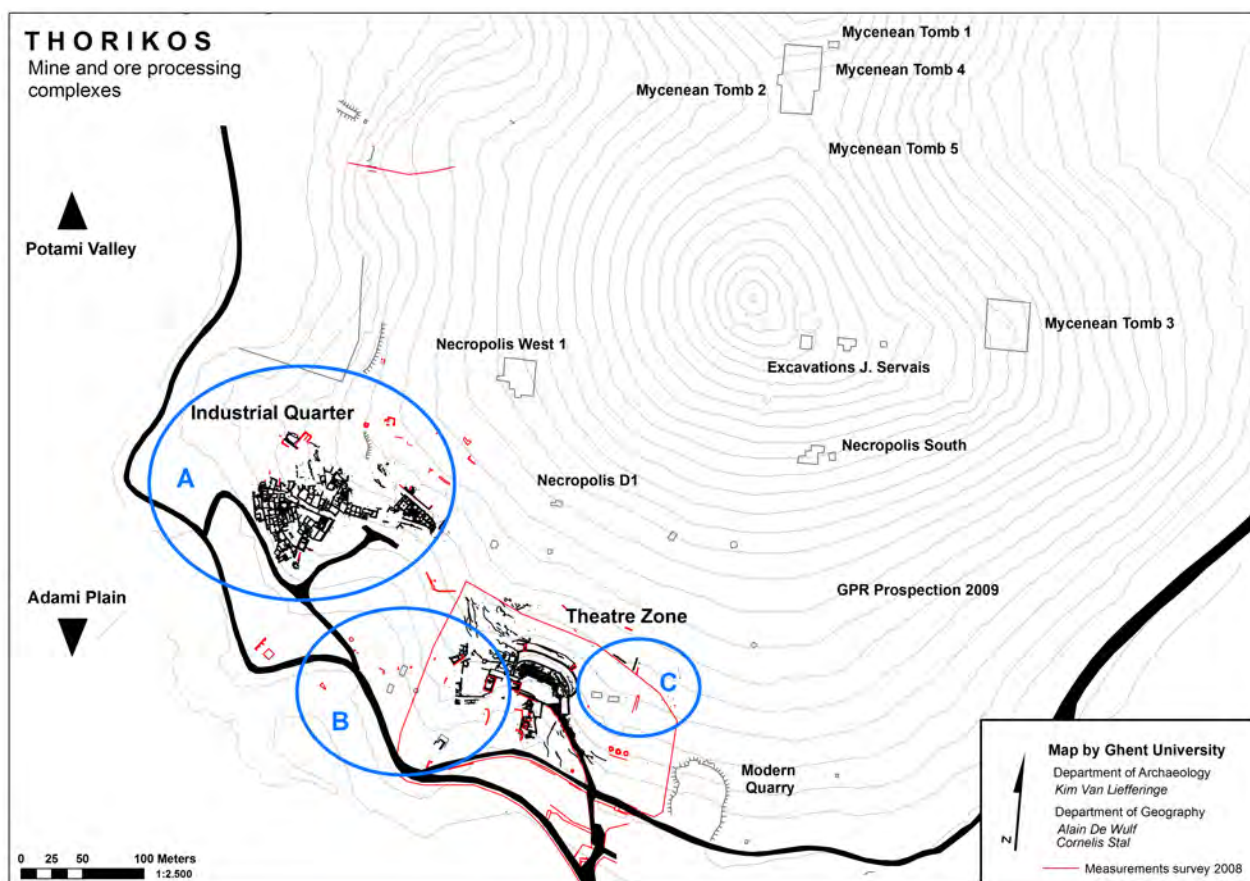 THORIKOS
Mine and ore processing
complexes
Mycenean Tomb 1
Mycenean Tomb 4
Mycenean Tomb 2
Mycenean Tomb 5
Potami Valley
Mycenean Tomb 3
Necropolis West 1
Excavations J. Servais
Industrial Quarter
Necropolis South
A
Necropolis D1
Adami Plain
GPR Prospection 2009
Theatre Zone
C
B
Modern
Quarry
Map by Ghent University
Department of Archaeology
Kim Van Liefferinge
Department of Geography
Alain De Wulf
Cornelis Stal
N
Measurements survey 2008
0 25 50 100 Meters
1:2.500